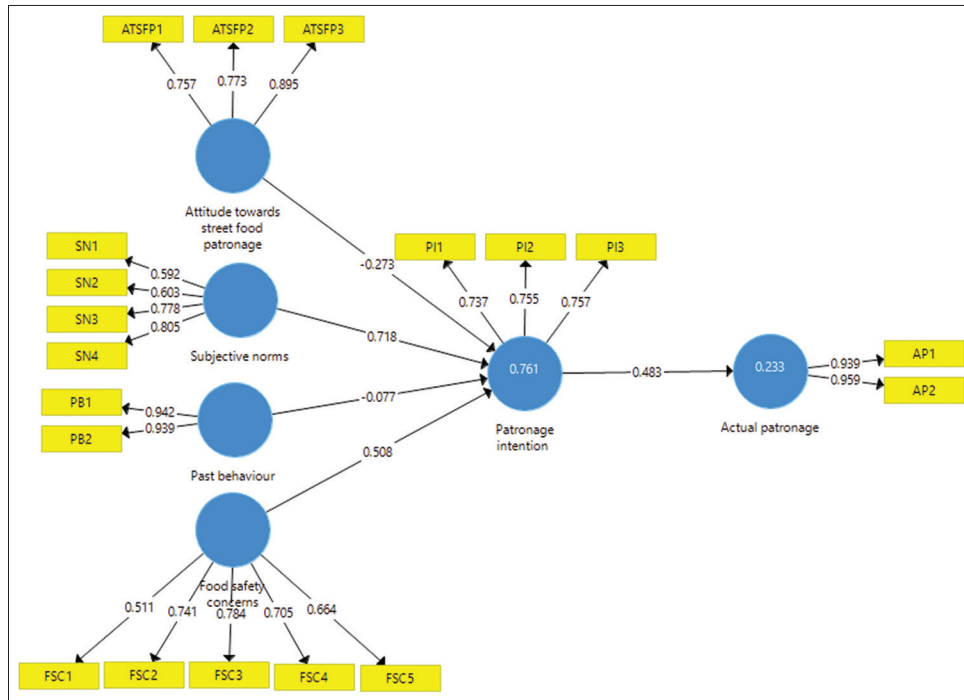 ATSFP1 ATSFP2 ATSFP3
0.757 0.773 0.895
Attitude towards
street food
patronage
-0.273
SN1
SN2
SN3
SN4
0.592
0.603
0.778
0.805
Subjective norms
0.718
PI1 PI2 PI3
0.737 0.755 0.757
0.761
Patronage
intention
0.483
0.233
Actual patronage
0.939
0.959
AP1
AP2
PB1
PB2
0.942
0.939
Past behaviour
-0.077
0.508
Food safety
concerns
0.511 0.741 0.784 0.705 0.664
FSC1 FSC2 FSC3 FSC4 FSC5